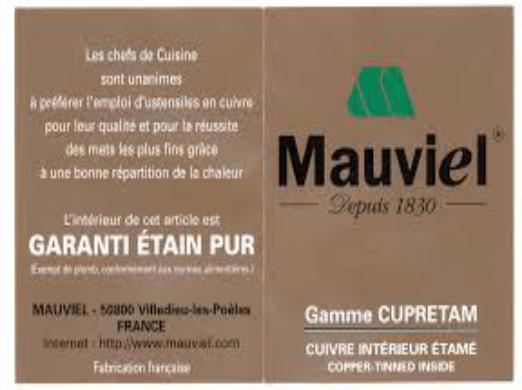 Les chefs de Cuisine
sont unanimes
à préférer l'emploi d'ustensiles en cuivre
pour leur qualité et pour la réussite
des mets les plus fins grâce
à une bonne répartition de la chaleur
L'intérieur de cet article est
GARANTI ÉTAIN PUR
(Exempt de plomb, conformément aux normes alimentaires.)
MAUVIEL - 50800 Villedieu-les-Poêles
FRANCE
Internet : http://www.mauviel.com
Fabrication française
Mauviel®
Depuis 1830
Gamme CUPRETAM
CUIVRE INTÉRIEUR ÉTAMÉ
COPPER-TINNED INSIDE